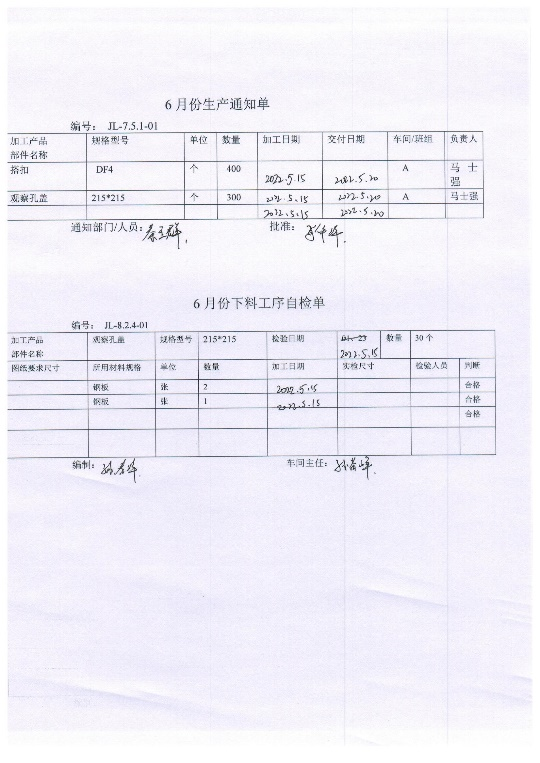 6月份生产通知单
编号： JL-7.5.1-01
加工产品部件名称 规格型号 单位 数量 加工日期 交付日期 车间/班组 负责人
搭扣 DF4 个 400 2022.5.15 2022.5.20 A 马士强
观察孔盖 215*215 个 300 2022.5.15 2022.5.20 A 马士强
2022.5.15 2022.5.20
通知部门/人员： 批准：
6月份下料工序自检单
编号： JL-8.2.4-01
加工产品部件名称 观察孔盖 规格型号 215*215 检验日期 2022.5.15 数量 30个
图纸要求尺寸 所用材料规格 单位 数量 加工日期 实检尺寸 检验人员 判断
钢板 张 2 2022.5.15 合格
钢板 张 1 2022.5.15 合格
合格
编制： 车间主任：